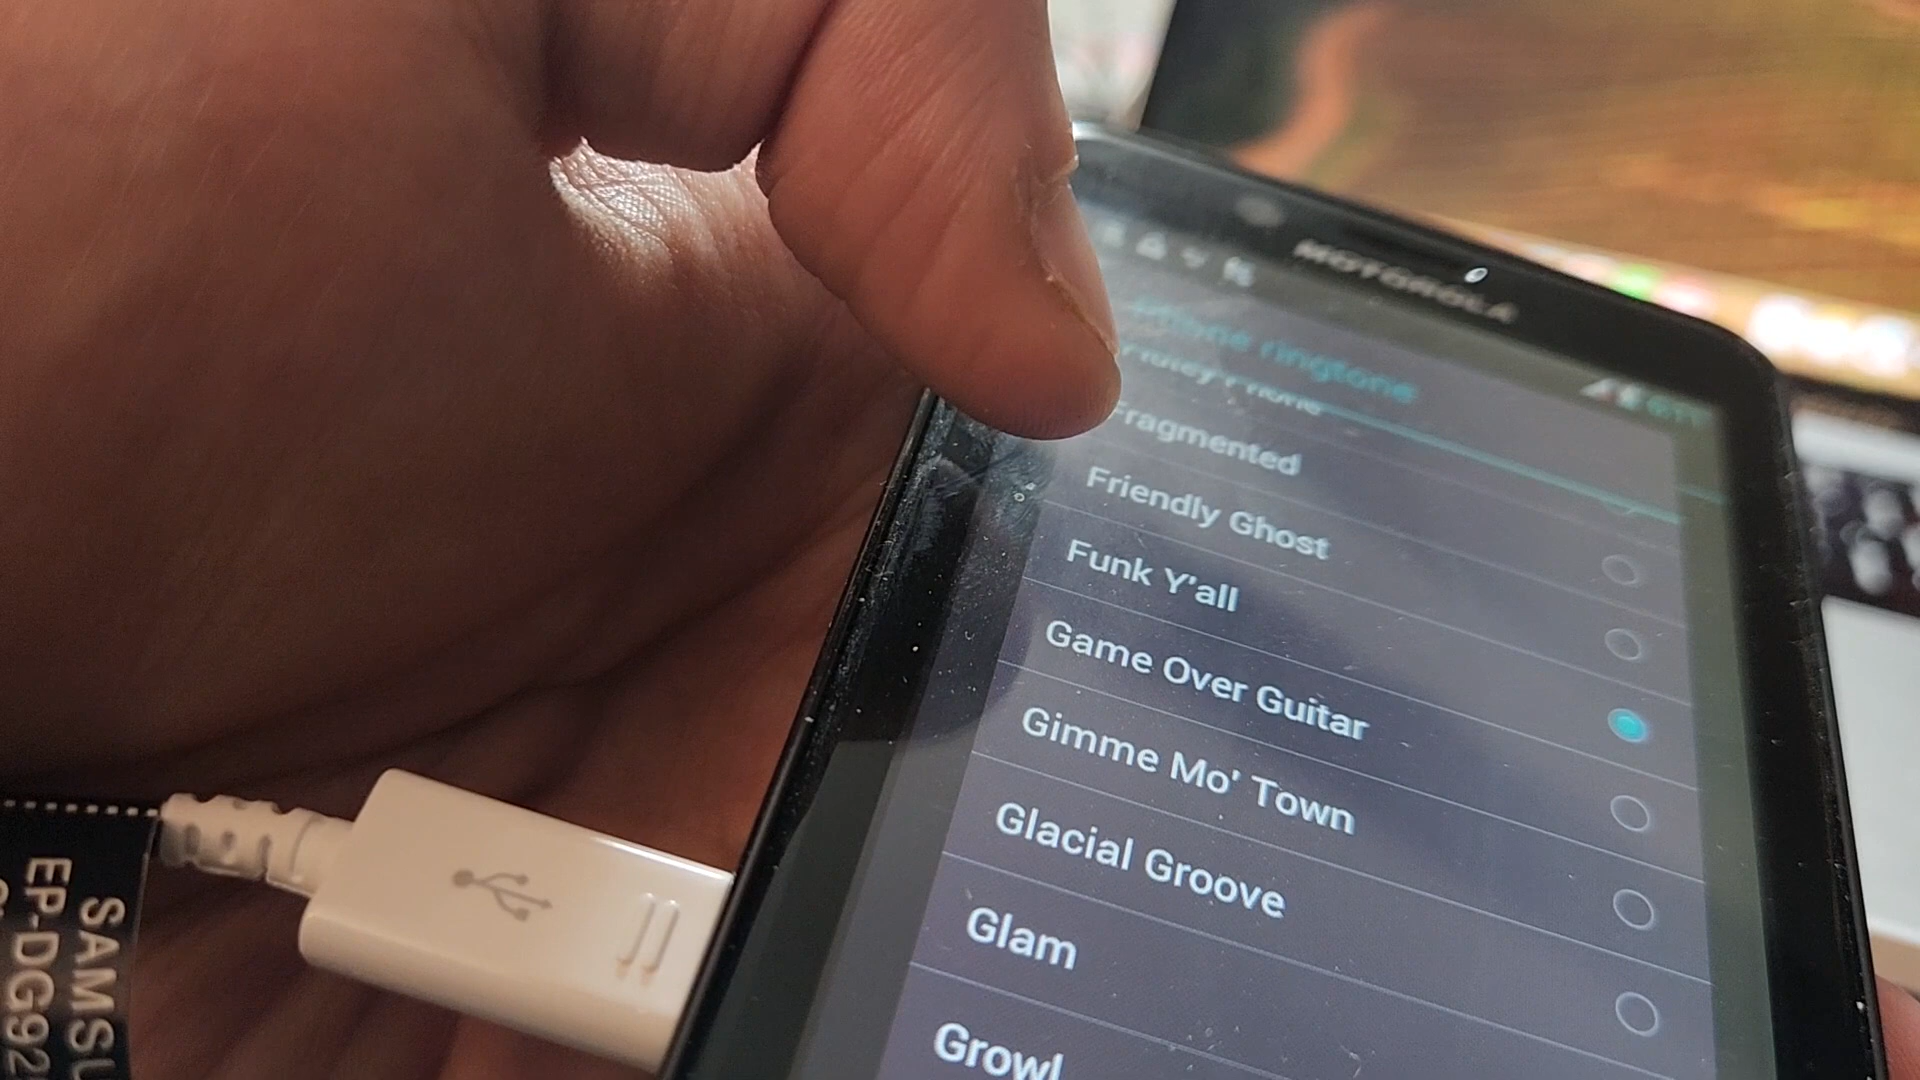 MOTOROLA
ringtone
Fragmented
Friendly Ghost
Funk Y'all
Game Over Guitar
Gimme Mo' Town
Glacial Groove
Glam
Growl
SAMSU
EP-DG92